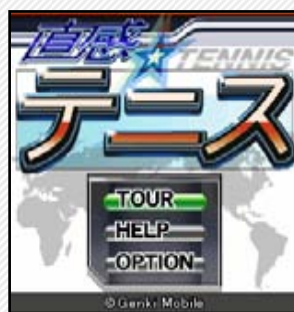 直感
TENNIS
テニス
TOUR
HELP
OPTION
© Genki Mobile